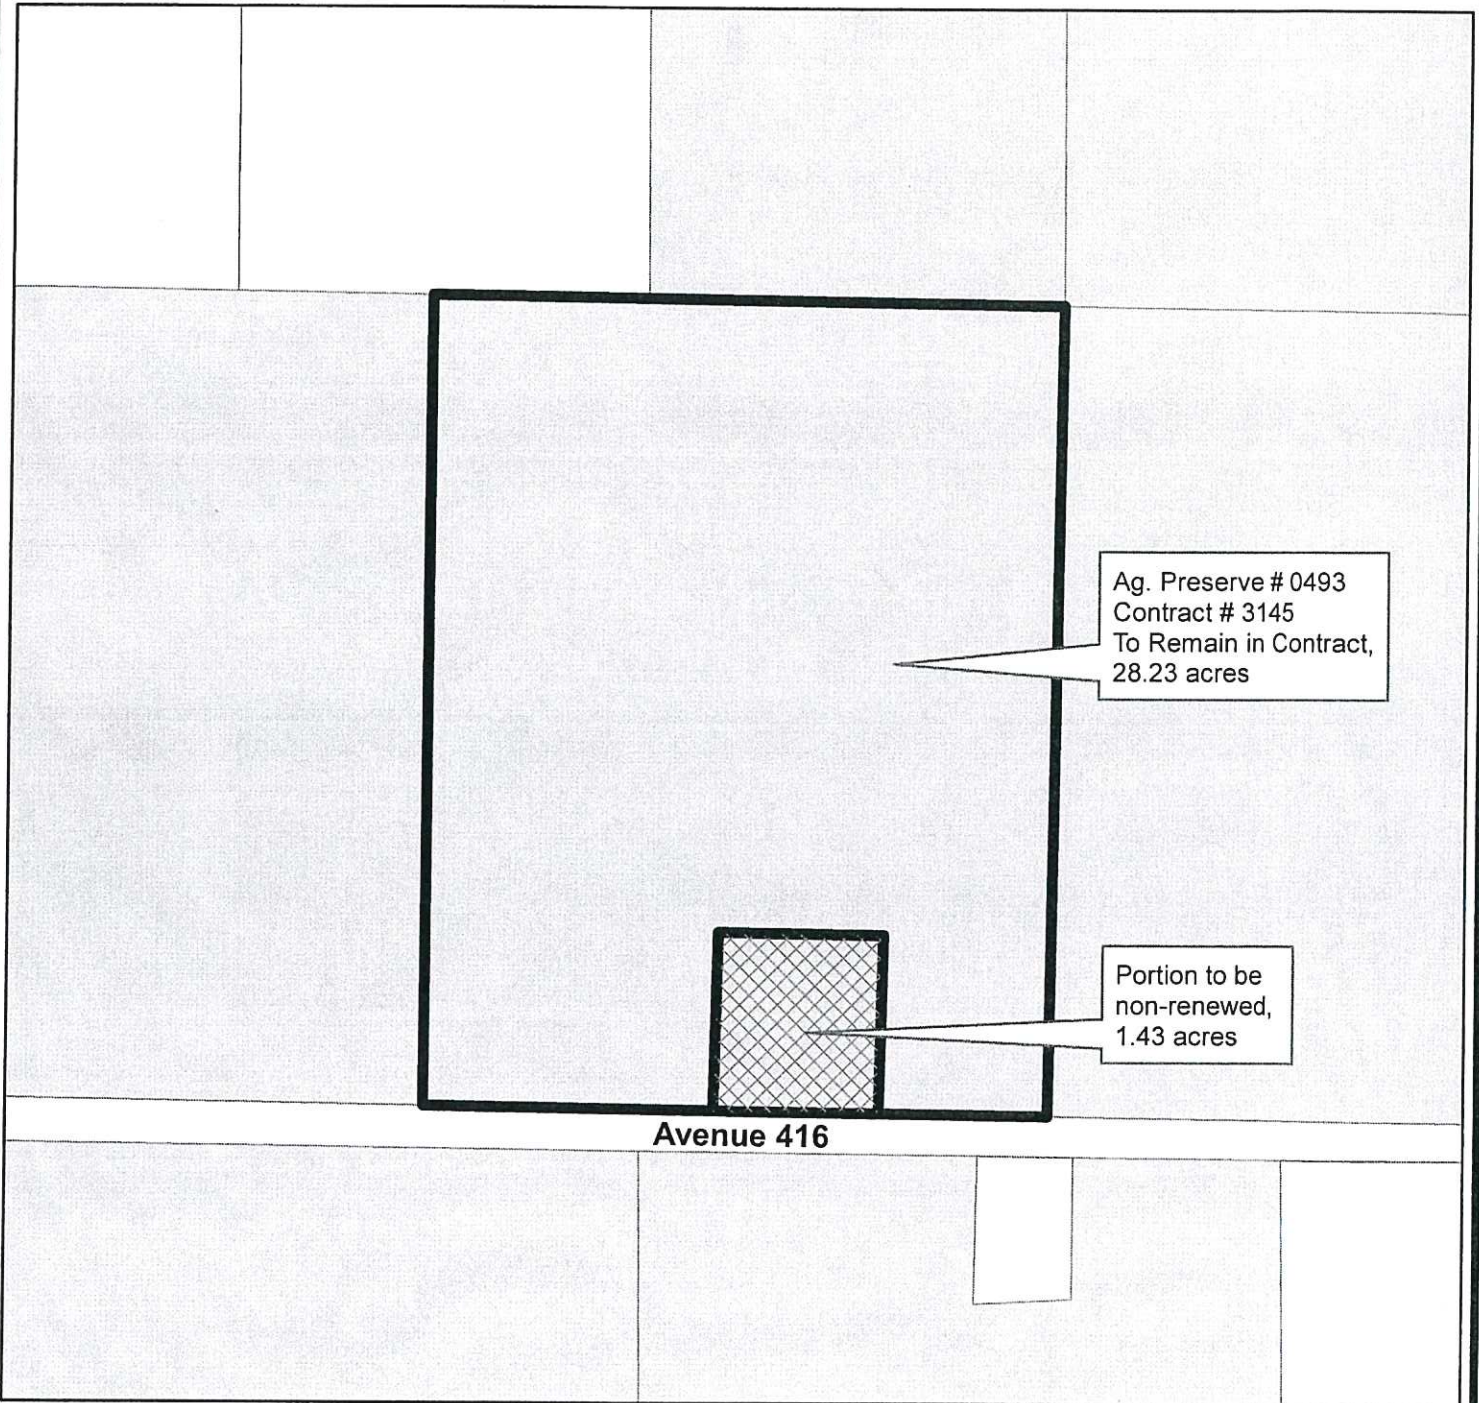 Ag. Preserve # 0493
Contract # 3145
To Remain in Contract,
28.23 acres
Portion to be
non-renewed,
1.43 acres
Avenue 416